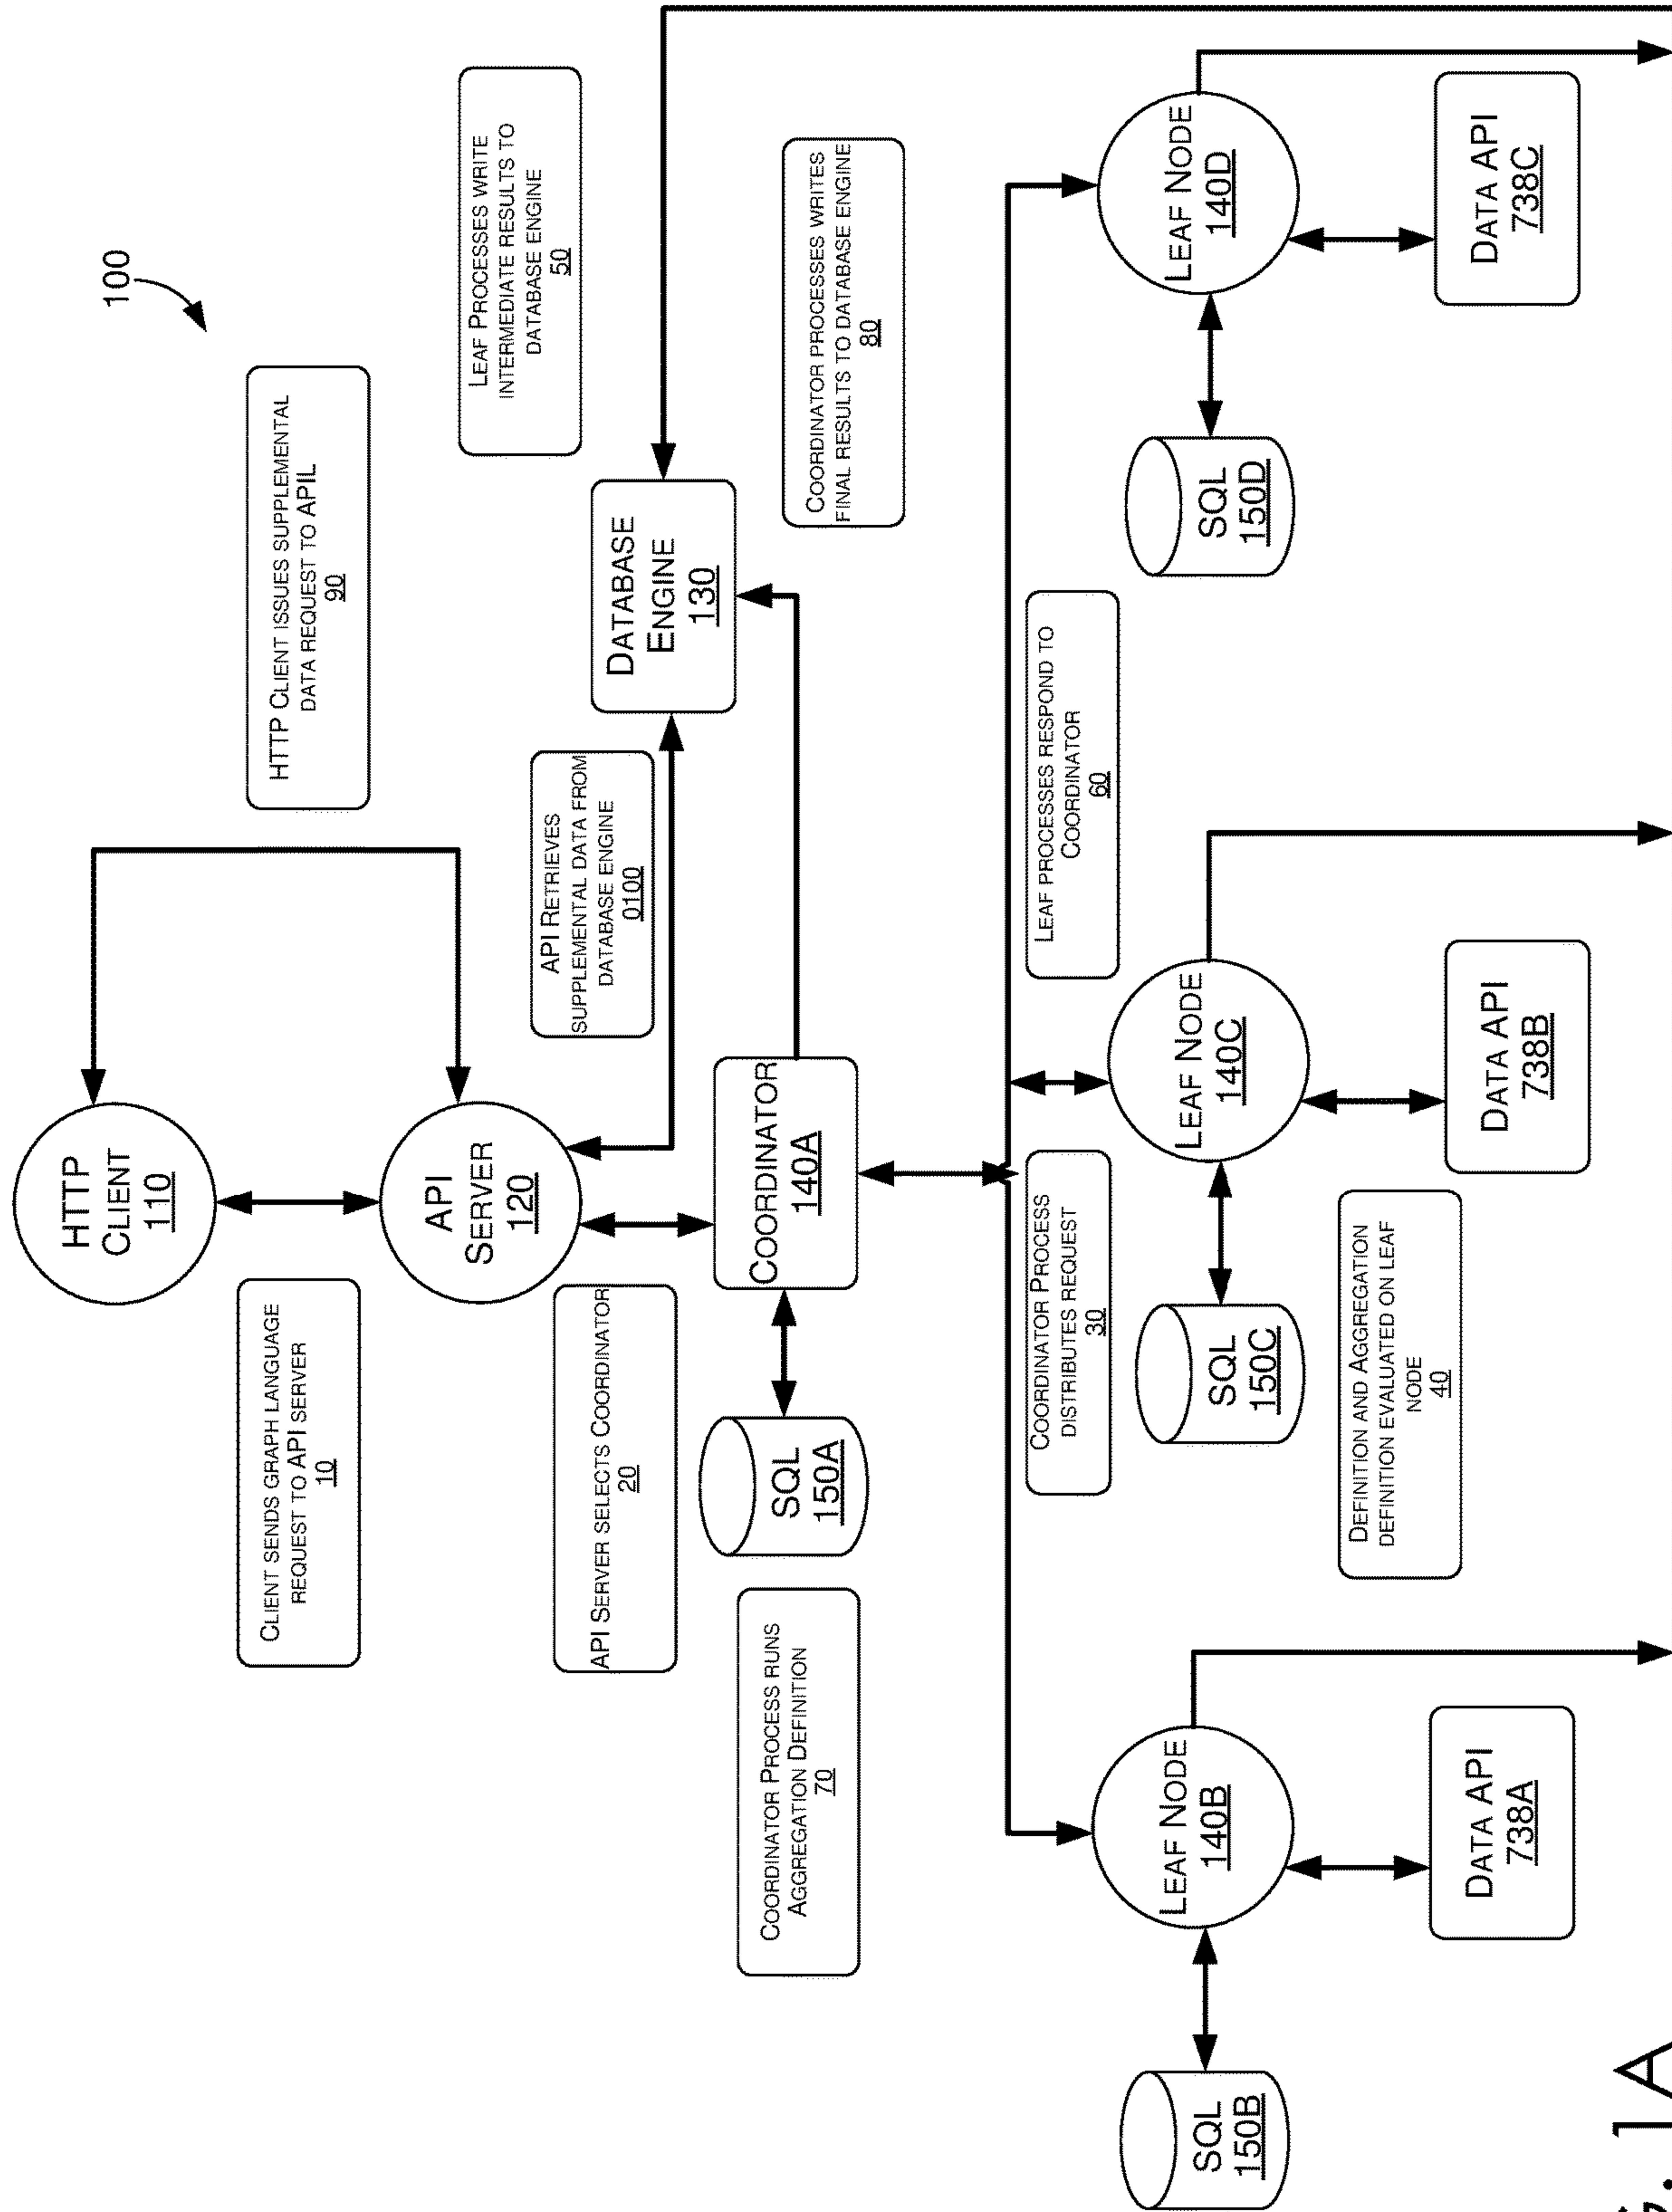 100
HTTP
CLIENT
110
CLIENT SENDS GRAPH LANGUAGE
REQUEST TO API SERVER
10
HTTP CLIENT ISSUES SUPPLEMENTAL
DATA REQUEST TO APIL
90
API
SERVER
120
API SERVER SELECTS COORDINATOR
20
API RETRIEVES
SUPPLEMENTAL DATA FROM
DATABASE ENGINE
0100
LEAF PROCESSES WRITE
INTERMEDIATE RESULTS TO
DATABASE ENGINE
50
DATABASE
ENGINE
130
COORDINATOR PROCESS RUNS
AGGREGATION DEFINITION
70
SQL
150A
COORDINATOR
140A
COORDINATOR PROCESSES WRITES
FINAL RESULTS TO DATABASE ENGINE
80
COORDINATOR PROCESS
DISTRIBUTES REQUEST
30
LEAF PROCESSES RESPOND TO
COORDINATOR
60
SQL
150B
LEAF NODE
140B
SQL
150C
LEAF NODE
140C
SQL
150D
LEAF NODE
140D
DATA API
738A
DEFINITION AND AGGREGATION
DEFINITION EVALUATED ON LEAF
NODE
40
DATA API
738B
DATA API
738C
1A